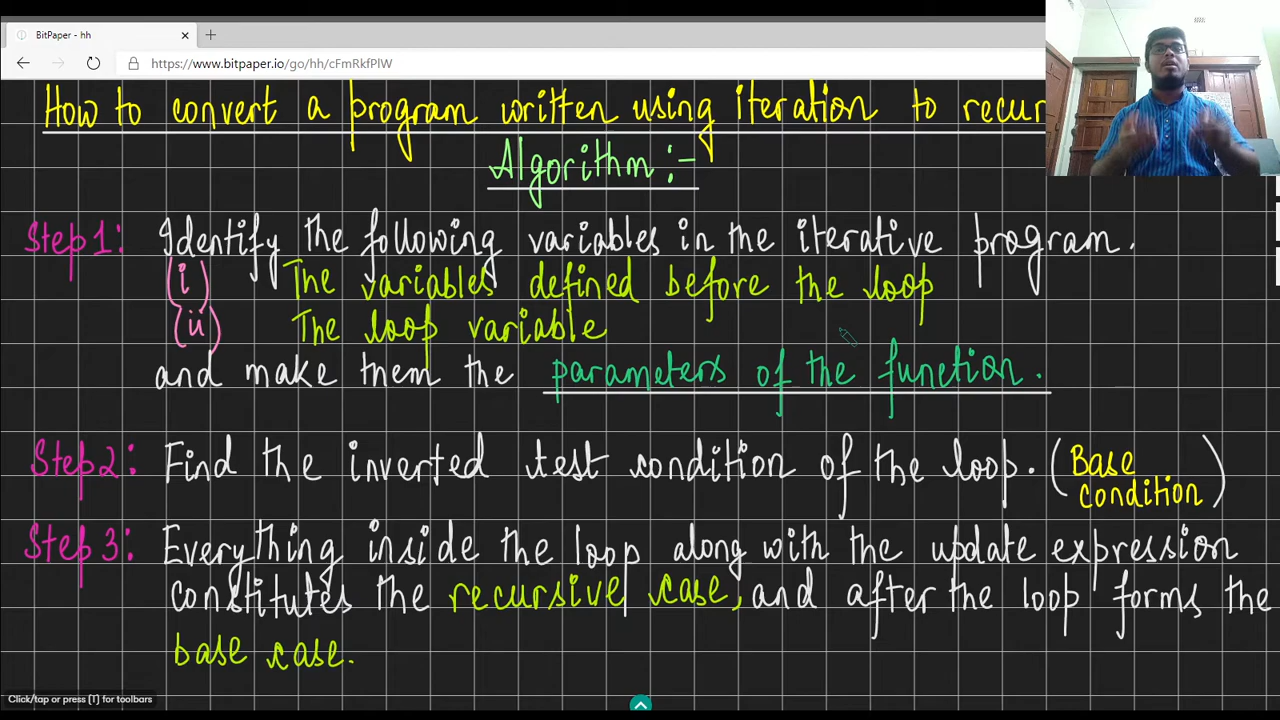 BitPaper - hh
https://www.bitpaper.io/go/hh/cFmRkfPlW
How to convert a program written using iteration to recur
Algorithm :-
Step 1: Identify the following variables in the iterative program.
(i) The variables defined before the loop
(ii) The loop variable
and make them the parameters of the function.
Step 2: Find the inverted test condition of the loop. (Base
condition)
Step 3: Everything inside the loop along with the update expression
constitutes the recursive case, and after the loop forms the
base case.
Click/tap or press [1] for toolbars